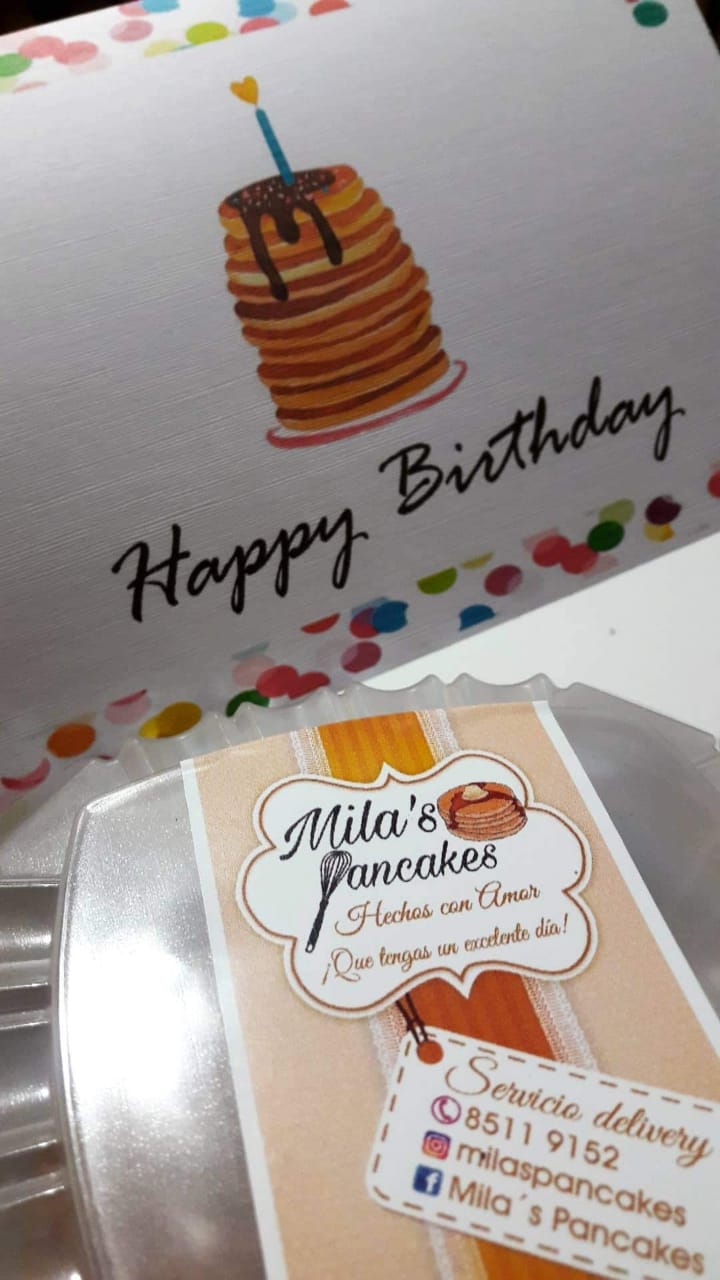 Happy Birthday
Mila's
Pancakes
Hechos con Amor
¡Que tengas un excelente día!
Servicio delivery
8511 9152
milaspancakes
Mila´s Pancakes